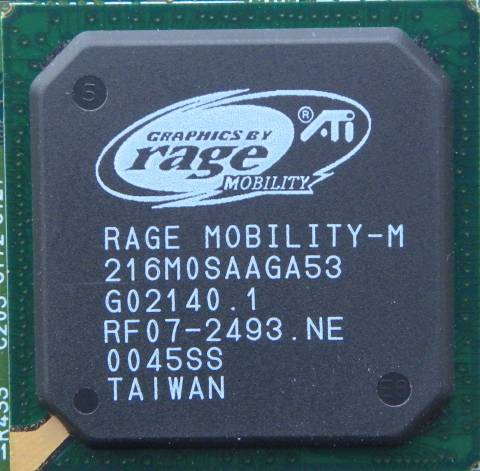 5
GRAPHICS BY
® ATi
rage
MOBILITY
RAGE MOBILITY-M
216M0SAAGA53
G02140.1
RF07-2493.NE
0045SS
TAIWAN